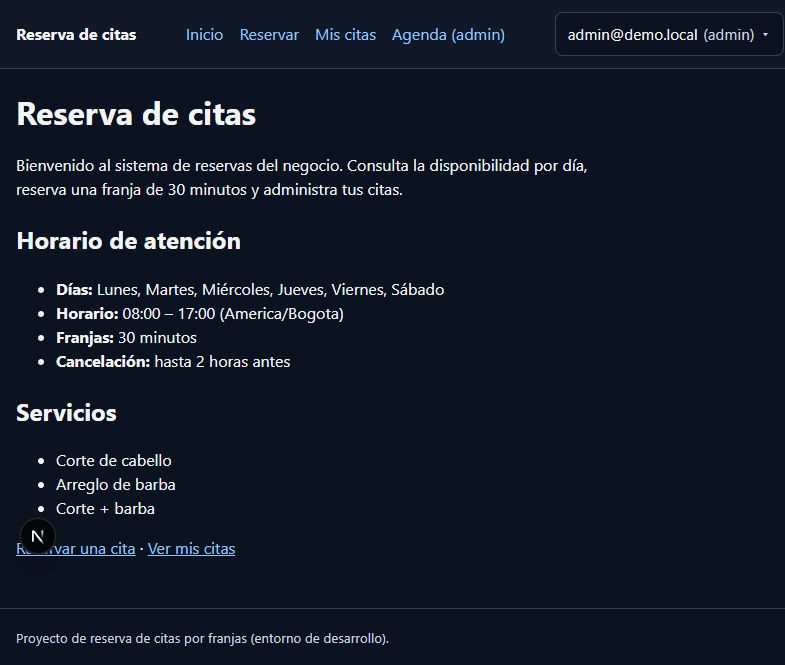 Reserva de citas
Inicio
Reservar
Mis citas
Agenda (admin)
admin@demo.local (admin)
Reserva de citas
Bienvenido al sistema de reservas del negocio. Consulta la disponibilidad por día,
reserva una franja de 30 minutos y administra tus citas.
Horario de atención
Días: Lunes, Martes, Miércoles, Jueves, Viernes, Sábado
Horario: 08:00 – 17:00 (America/Bogota)
Franjas: 30 minutos
Cancelación: hasta 2 horas antes
Servicios
Corte de cabello
Arreglo de barba
Corte + barba
N
una cita · Ver mis citas
Proyecto de reserva de citas por franjas (entorno de desarrollo).